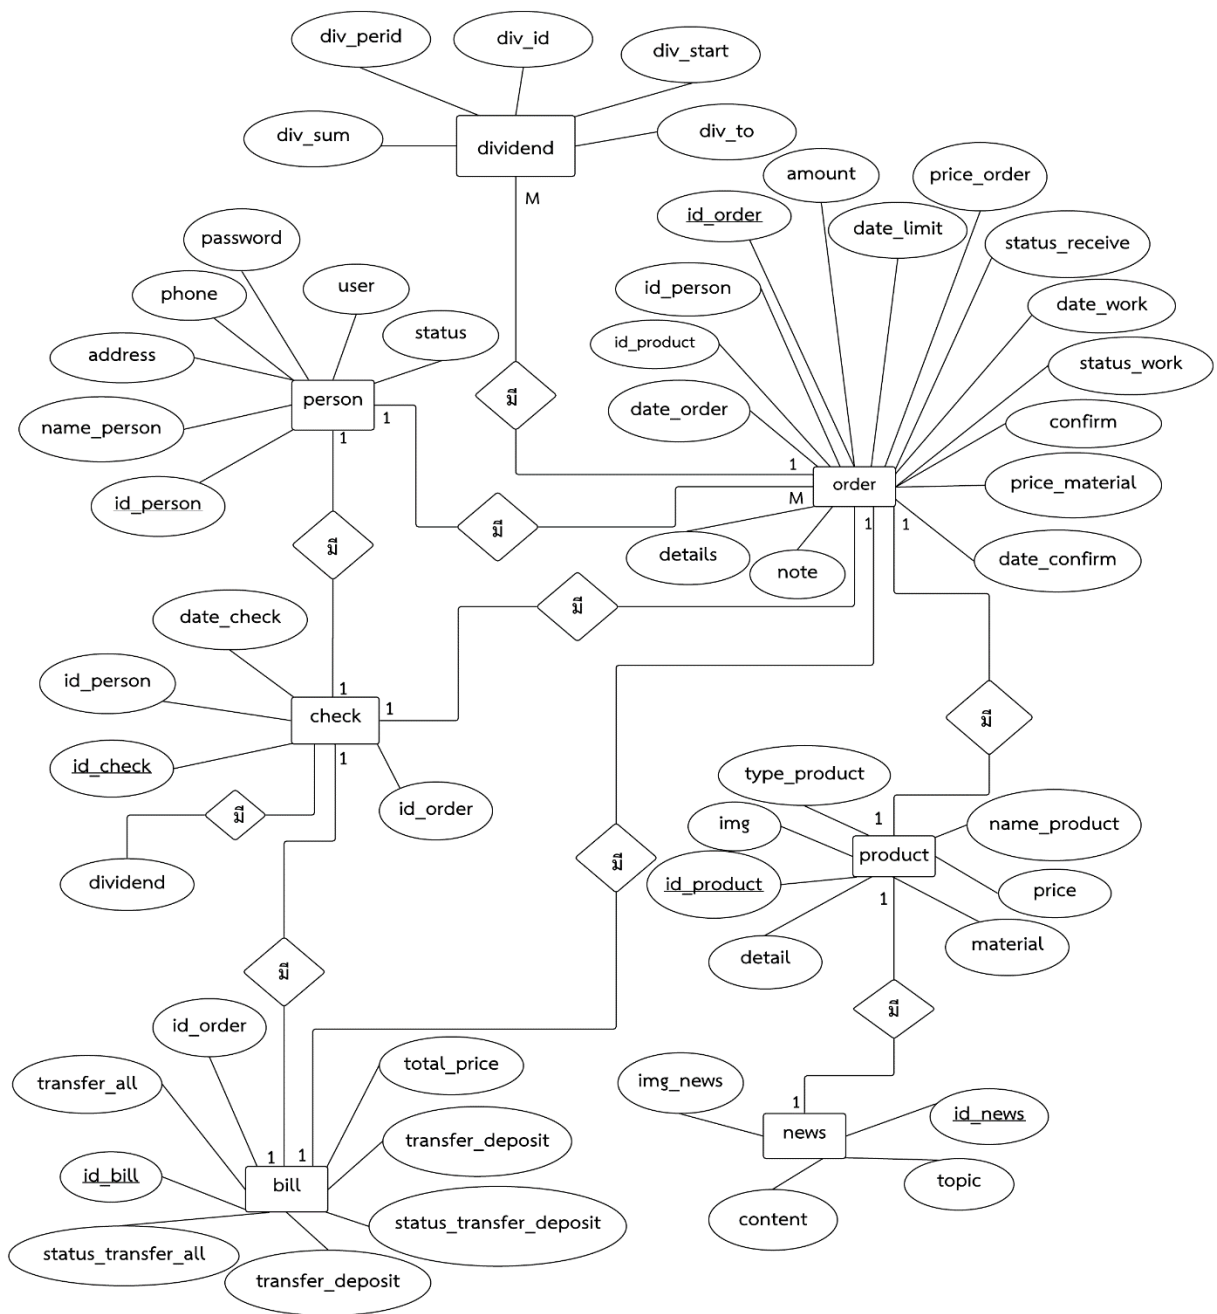 div_perid
div_id
div_start
div_sum
dividend
div_to
M
amount
price_order
id_order
date_limit
status_receive
id_person
date_work
id_product
status_work
date_order
confirm
price_material
date_confirm
details
note
order
1
M
1
1
มี
password
phone
user
status
address
name_person
id_person
person
1
1
มี
มี
มี
date_check
id_person
id_check
id_order
check
1
1
1
มี
dividend
มี
มี
มี
type_product
img
name_product
id_product
price
detail
material
product
1
1
มี
img_news
id_news
topic
content
news
1
id_order
transfer_all
total_price
transfer_deposit
id_bill
status_transfer_deposit
status_transfer_all
transfer_deposit
bill
1
1